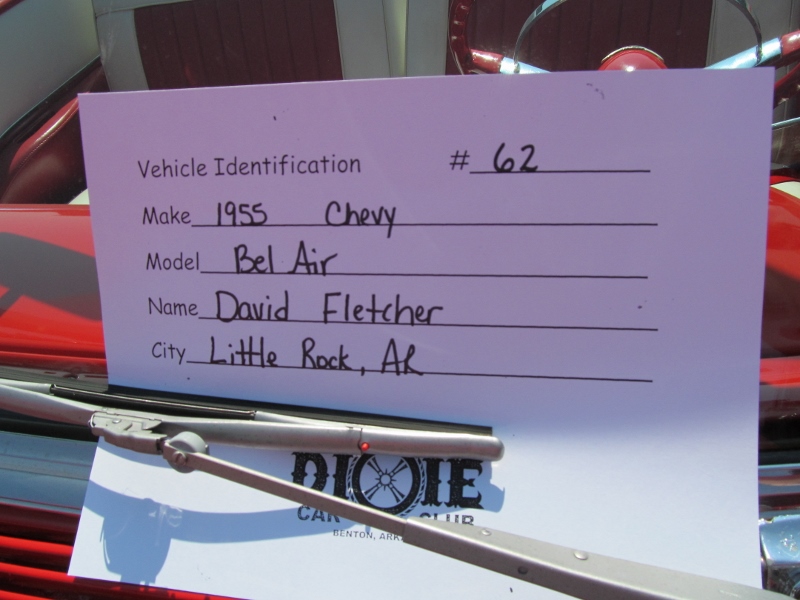 Vehicle Identification # 62
Make 1955 Chevy
Model Bel Air
Name David Fletcher
City Little Rock, AR
DIXIE
CAR CLUB
BENTON,